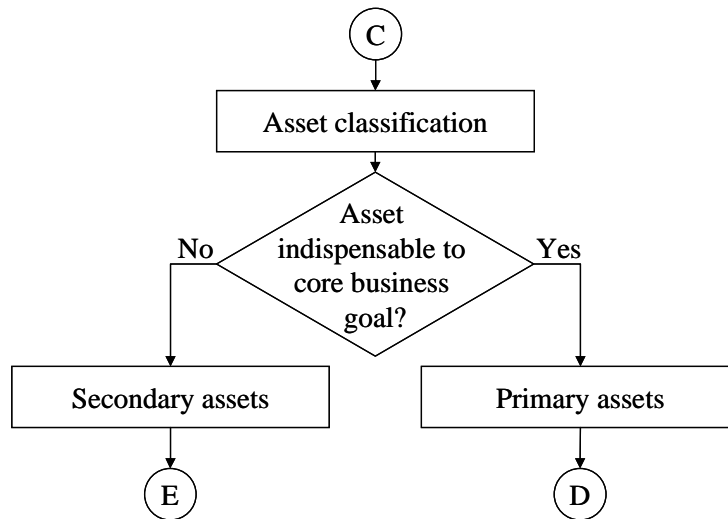 C
Asset classification
Asset
indispensable to
core business
goal?
No
Yes
Secondary assets
Primary assets
E
D